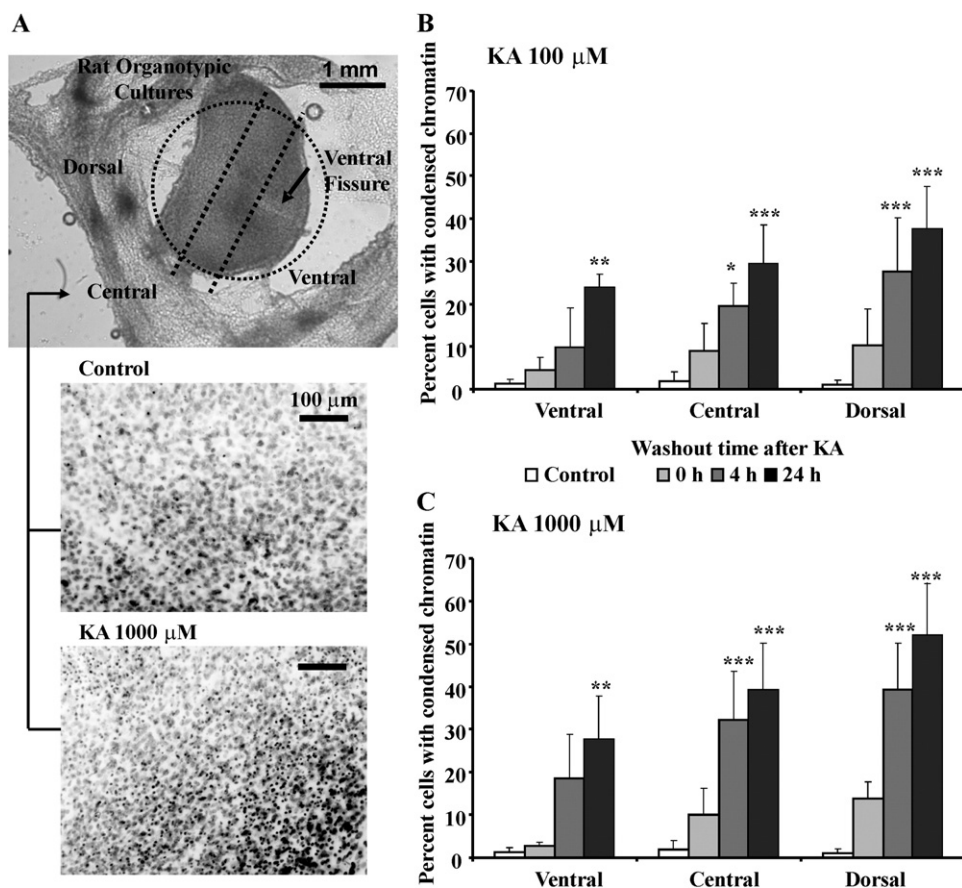 A
Rat Organotypic
Cultures
1 mm
Dorsal
Ventral
Fissure
Ventral
Central
Control
100 μm
KA 1000 μM
B
KA 100 μM
Percent cells with condensed chromatin
70
60
50
40
30
20
10
0
**
*
***
***
***
Ventral Central Dorsal
Washout time after KA
Control 0 h 4 h 24 h
C
KA 1000 μM
Percent cells with condensed chromatin
70
60
50
40
30
20
10
0
**
***
***
***
***
Ventral Central Dorsal